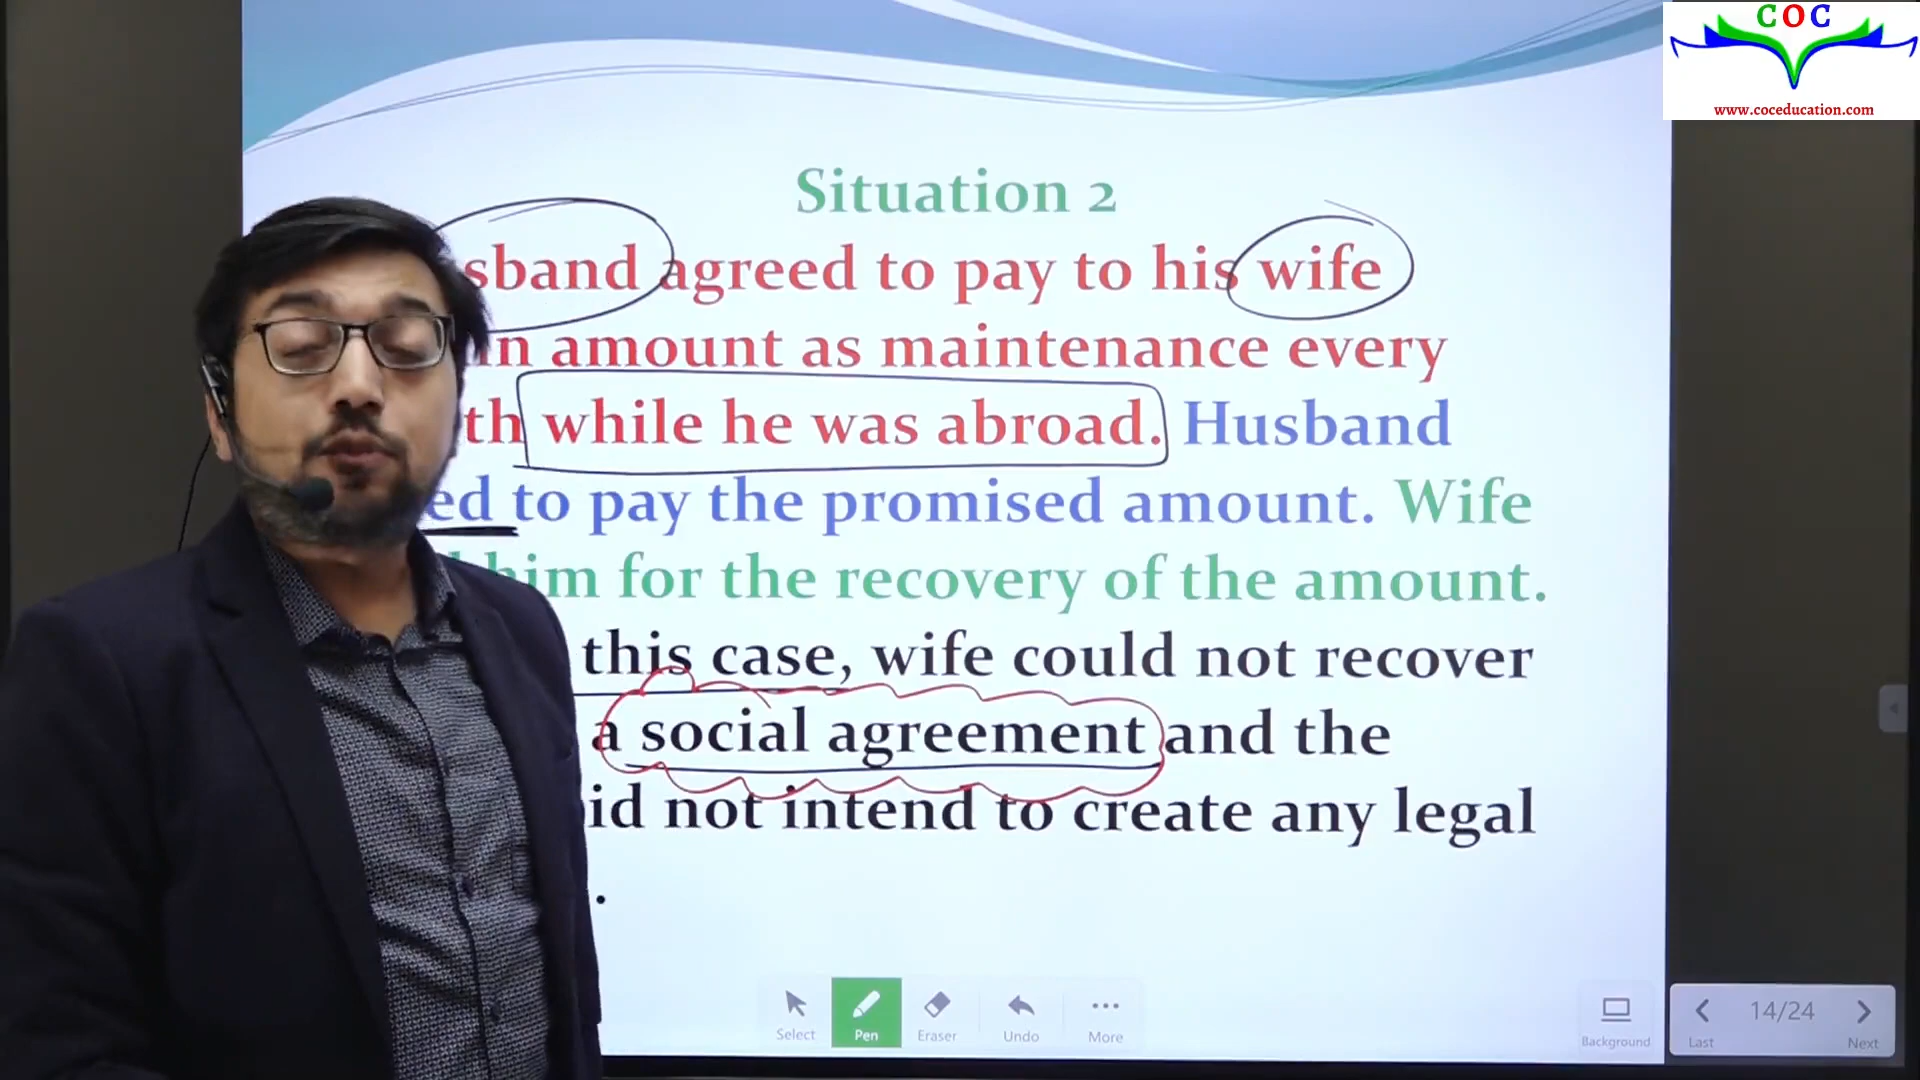 COC
www.coceducation.com
Situation 2
sband agreed to pay to his wife
in amount as maintenance every
th while he was abroad. Husband
ed to pay the promised amount. Wife
him for the recovery of the amount.
this case, wife could not recover
a social agreement and the
id not intend to create any legal
.
Select
Pen
Eraser
Undo
More
Background
14/24
Last
Next